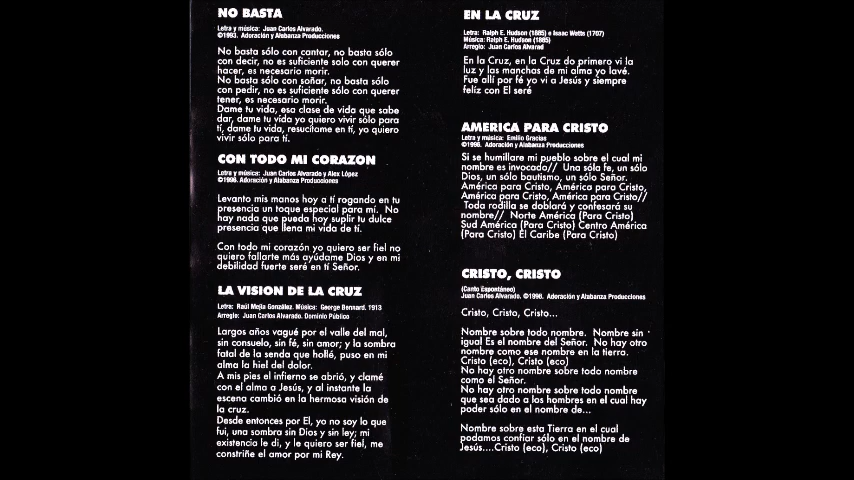 NO BASTA
Letra y música: Juan Carlos Alvarado.
©1993. Adoración y Alabanza Producciones
No basta sólo con cantar, no basta sólo
con decir, no es suficiente solo con querer
hacer, es necesario morir.
No basta sólo con soñar, no basta sólo
con pedir, no es suficiente sólo con querer
tener, es necesario morir.
Dame tu vida, esa clase de vida que sabe
dar, dame tu vida yo quiero vivir sólo para
tí, dame tu vida, resucítame en tí, yo quiero
vivir sólo para tí.
CON TODO MI CORAZON
Letra y música: Juan Carlos Alvarado y Alex López
©1996. Adoración y Alabanza Producciones
Levanto mis manos hoy a tí rogando en tu
presencia un toque especial para mí. No
hay nada que pueda hoy suplir tu dulce
presencia que llena mi vida de tí.
Con todo mi corazón yo quiero ser fiel no
quiero fallarte más ayúdame Dios y en mi
debilidad fuerte seré en tí Señor.
LA VISION DE LA CRUZ
Letra: Raúl Mejía González. Música: George Bennard. 1913
Arreglo: Juan Carlos Alvarado. Dominio Público
Largos años vagué por el valle del mal,
sin consuelo, sin fé, sin amor; y la sombra
fatal de la senda que hollé, puso en mi
alma la hiel del dolor.
A mis pies el infierno se abrió, y clamé
con el alma a Jesús, y al instante la
escena cambió en la hermosa visión de
la cruz.
Desde entonces por El, yo no soy lo que
fui, una sombra sin Dios y sin ley; mi
existencia le di, y le quiero ser fiel, me
constriñe el amor por mi Rey.
EN LA CRUZ
Letra: Ralph E. Hudson (1885) e Isaac Watts (1707)
Música: Ralph E. Hudson (1885)
Arreglo: Juan Carlos Alvarad
En la Cruz, en la Cruz do primero vi la
luz y las manchas de mi alma yo lavé.
Fue allí por fé yo vi a Jesús y siempre
feliz con El seré
AMERICA PARA CRISTO
Letra y música: Emilio Gracias
©1996. Adoración y Alabanza Producciones
Si se humillare mi pueblo sobre el cual mi
nombre es invocado// Una sóla fe, un sólo
Dios, un sólo bautismo, un sólo Señor.
América para Cristo, América para Cristo,
América para Cristo, América para Cristo//
Toda rodilla se doblará y confesará su
nombre// Norte América (Para Cristo)
Sud América (Para Cristo) Centro América
(Para Cristo) El Caribe (Para Cristo)
CRISTO, CRISTO
(Canto Espontáneo)
Juan Carlos Alvarado. ©1996. Adoración y Alabanza Producciones
Cristo, Cristo, Cristo...
Nombre sobre todo nombre. Nombre sin
igual Es el nombre del Señor. No hay otro
nombre como ese nombre en la tierra.
Cristo (eco), Cristo (eco)
No hay otro nombre sobre todo nombre
como el Señor.
No hay otro nombre sobre todo nombre
que sea dado a los hombres en el cual hay
poder sólo en el nombre de...
Nombre sobre esta Tierra en el cual
podamos confiar sólo en el nombre de
Jesús....Cristo (eco), Cristo (eco)